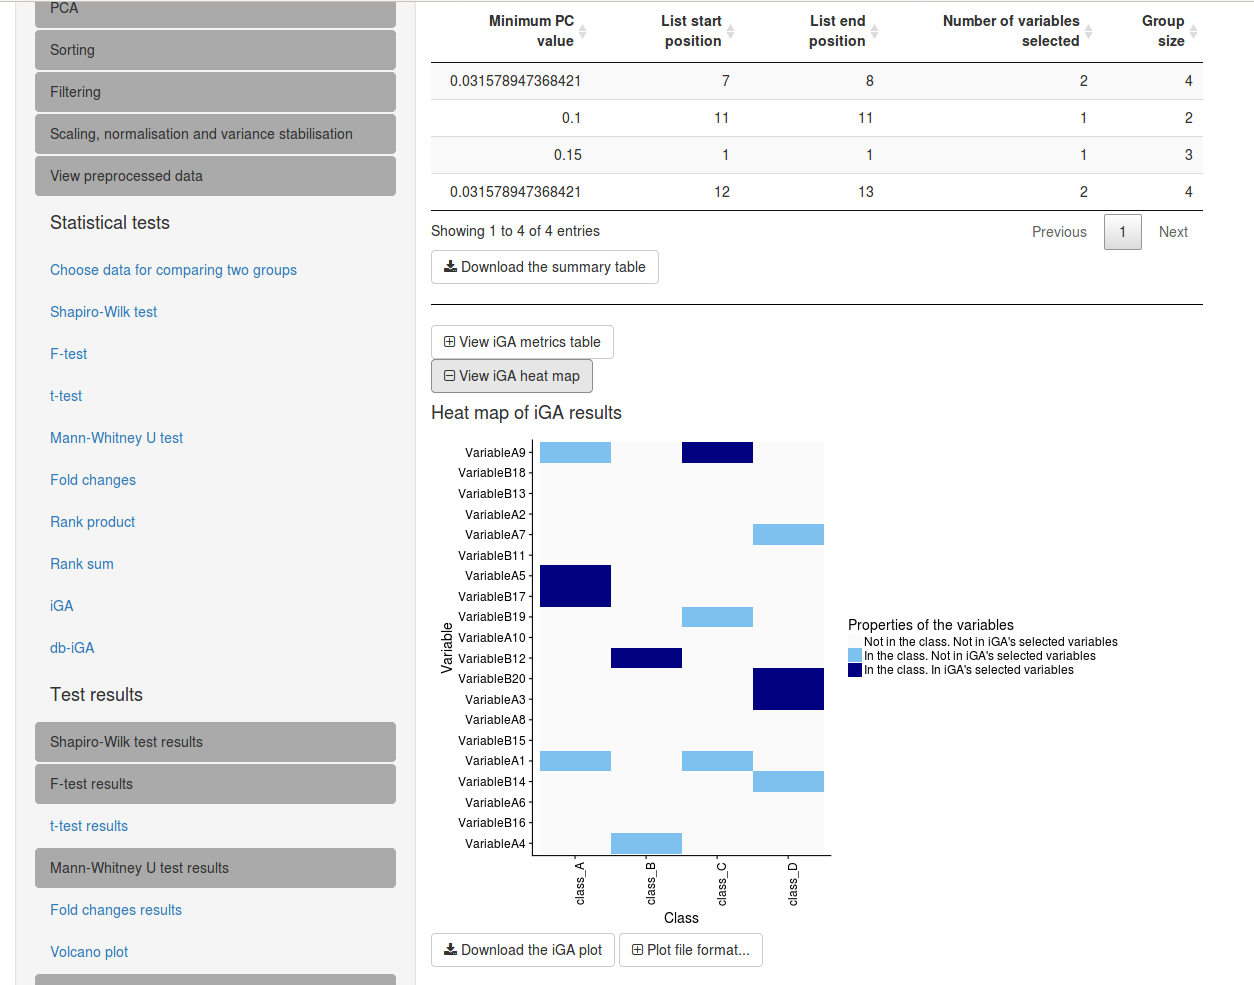 PCA
Sorting
Filtering
Scaling, normalisation and variance stabilisation
View preprocessed data
Statistical tests
Choose data for comparing two groups
Shapiro-Wilk test
F-test
t-test
Mann-Whitney U test
Fold changes
Rank product
Rank sum
iGA
db-iGA
Test results
Shapiro-Wilk test results
F-test results
t-test results
Mann-Whitney U test results
Fold changes results
Volcano plot
Minimum PC value List start position List end position Number of variables selected Group size
0.031578947368421 7 8 2 4
0.1 11 11 1 2
0.15 1 1 1 3
0.031578947368421 12 13 2 4
Showing 1 to 4 of 4 entries Previous 1 Next
Download the summary table
View iGA metrics table
View iGA heat map
Heat map of iGA results
Variable
VariableA9
VariableB18
VariableB13
VariableA2
VariableA7
VariableB11
VariableA5
VariableB17
VariableB19
VariableA10
VariableB12
VariableB20
VariableA3
VariableA8
VariableB15
VariableA1
VariableB14
VariableA6
VariableB16
VariableA4
class_A class_B class_C class_D
Class
Properties of the variables
Not in the class. Not in iGA's selected variables
In the class. Not in iGA's selected variables
In the class. In iGA's selected variables
Download the iGA plot Plot file format...